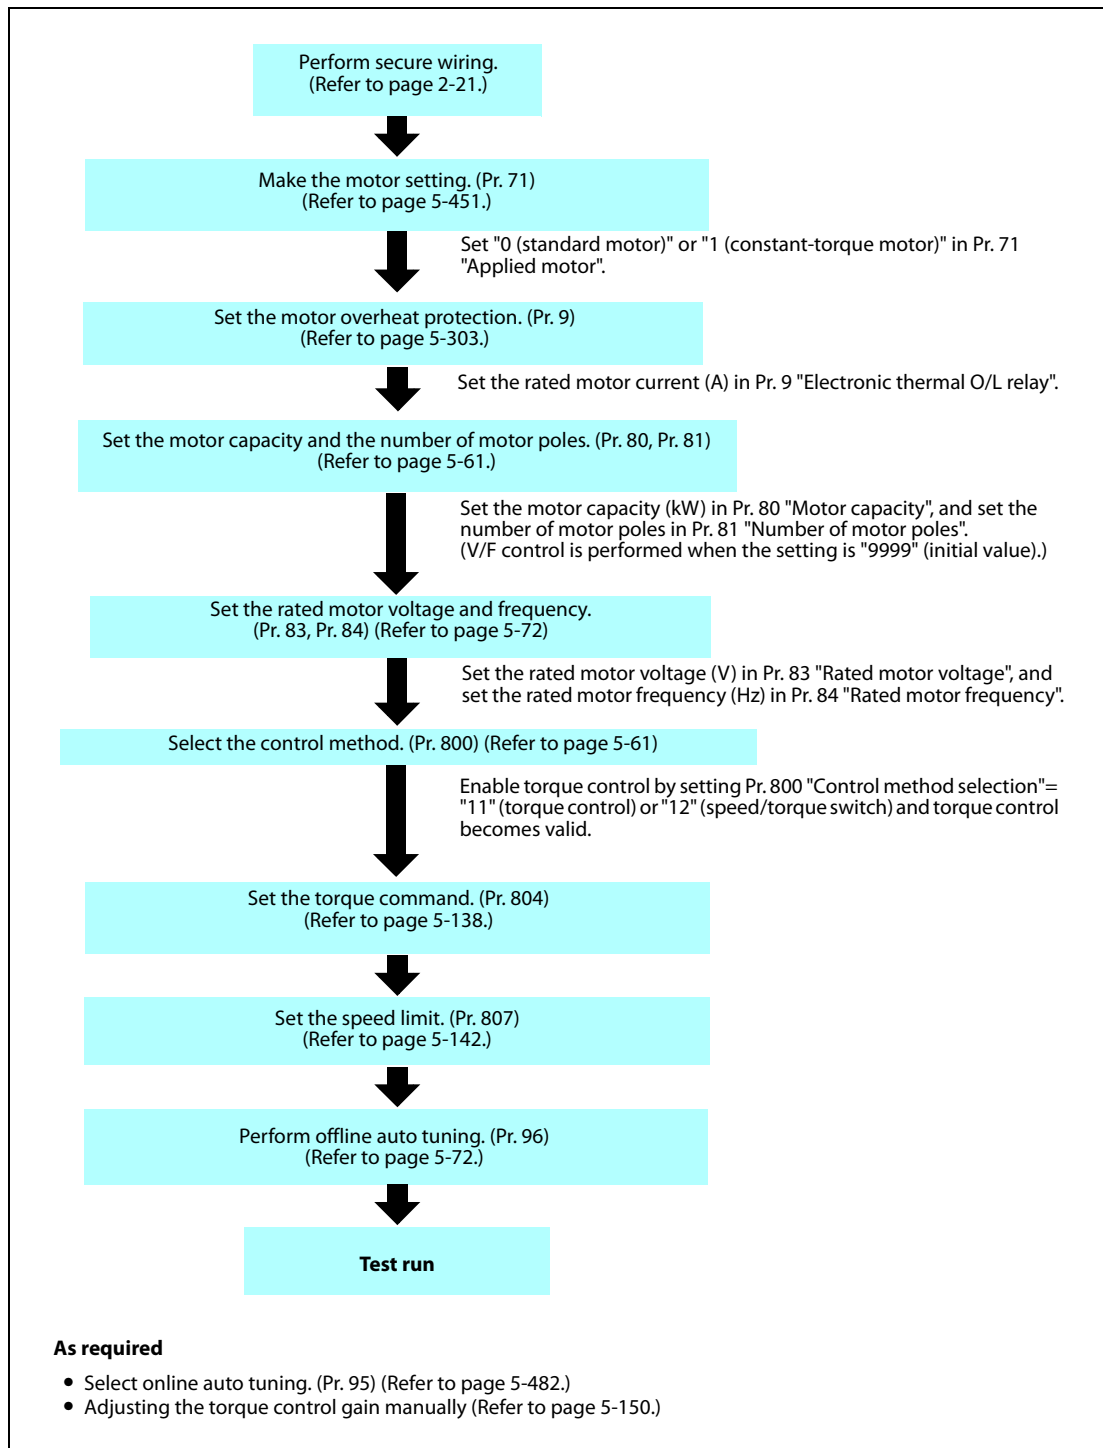 Perform secure wiring.
(Refer to page 2-21.)
Make the motor setting. (Pr. 71)
(Refer to page 5-451.)
Set "0 (standard motor)" or "1 (constant-torque motor)" in Pr. 71
"Applied motor".
Set the motor overheat protection. (Pr. 9)
(Refer to page 5-303.)
Set the rated motor current (A) in Pr. 9 "Electronic thermal O/L relay".
Set the motor capacity and the number of motor poles. (Pr. 80, Pr. 81)
(Refer to page 5-61.)
Set the motor capacity (kW) in Pr. 80 "Motor capacity", and set the
number of motor poles in Pr. 81 "Number of motor poles".
(V/F control is performed when the setting is "9999" (initial value).)
Set the rated motor voltage and frequency.
(Pr. 83, Pr. 84) (Refer to page 5-72)
Set the rated motor voltage (V) in Pr. 83 "Rated motor voltage", and
set the rated motor frequency (Hz) in Pr. 84 "Rated motor frequency".
Select the control method. (Pr. 800) (Refer to page 5-61)
Enable torque control by setting Pr. 800 "Control method selection"=
"11" (torque control) or "12" (speed/torque switch) and torque control
becomes valid.
Set the torque command. (Pr. 804)
(Refer to page 5-138.)
Set the speed limit. (Pr. 807)
(Refer to page 5-142.)
Perform offline auto tuning. (Pr. 96)
(Refer to page 5-72.)
Test run
As required
• Select online auto tuning. (Pr. 95) (Refer to page 5-482.)
• Adjusting the torque control gain manually (Refer to page 5-150.)